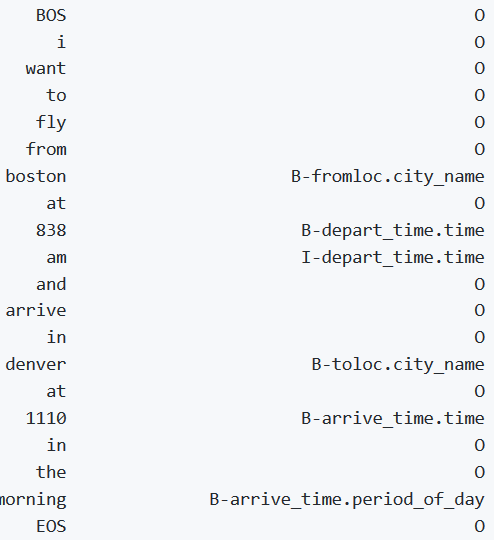 BOS O
i O
want O
to O
fly O
from O
boston B-fromloc.city_name
at O
838 B-depart_time.time
am I-depart_time.time
and O
arrive O
in O
denver B-toloc.city_name
at O
1110 B-arrive_time.time
in O
the O
morning B-arrive_time.period_of_day
EOS O